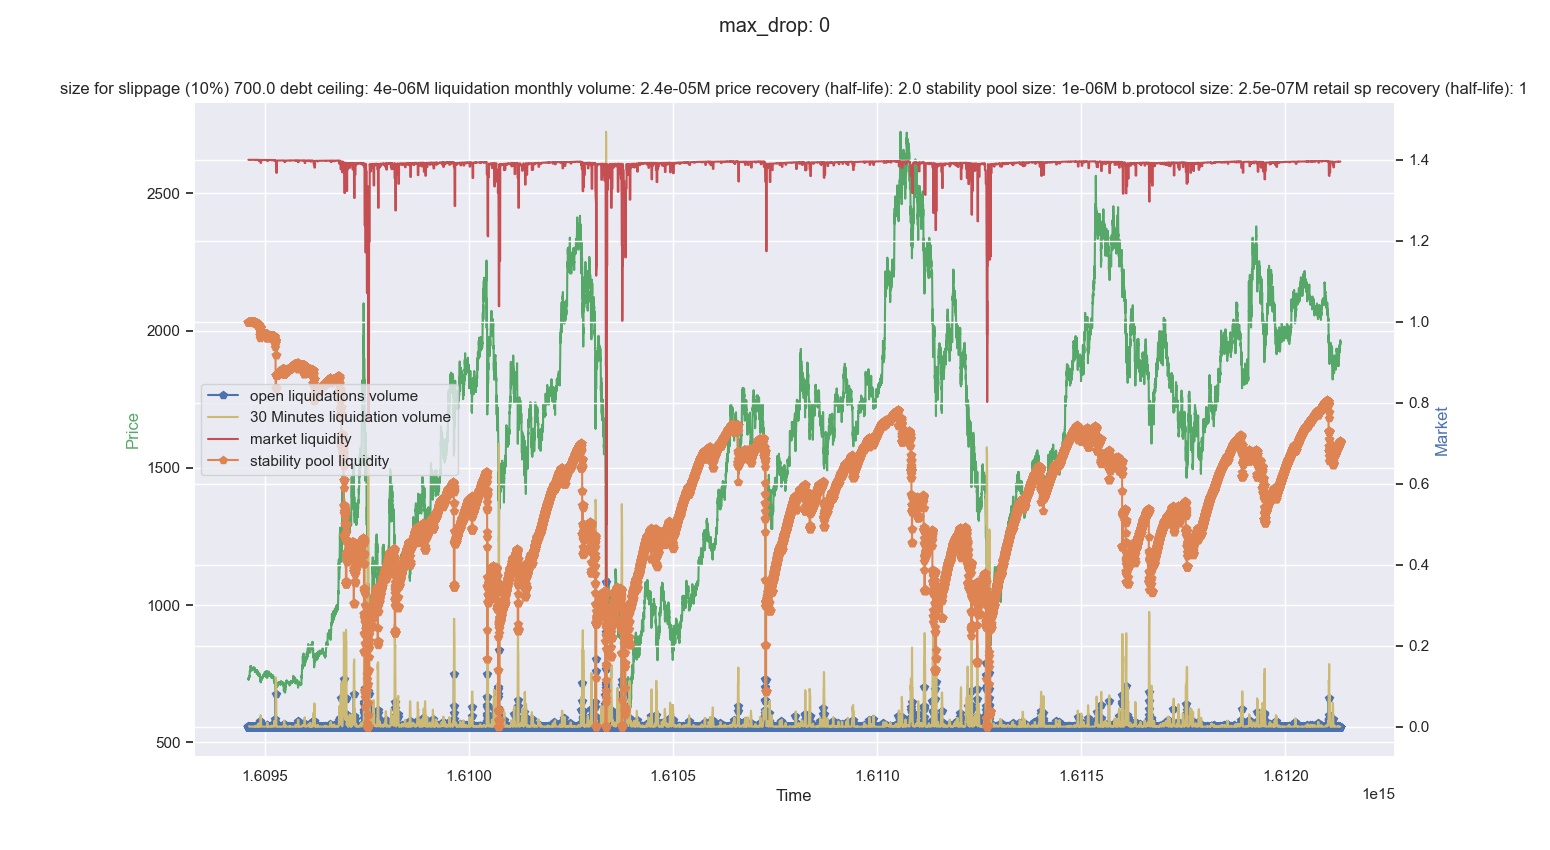 max_drop: 0
size for slippage (10%) 700.0 debt ceiling: 4e-06M liquidation monthly volume: 2.4e-05M price recovery (half-life): 2.0 stability pool size: 1e-06M b.protocol size: 2.5e-07M retail sp recovery (half-life): 1
2500
2000
1500
1000
500
Price
open liquidations volume
30 Minutes liquidation volume
market liquidity
stability pool liquidity
1.4
1.2
1.0
0.8
0.6
0.4
0.2
0.0
Market
1.6095 1.6100 1.6105 1.6110 1.6115 1.6120
Time
1e15